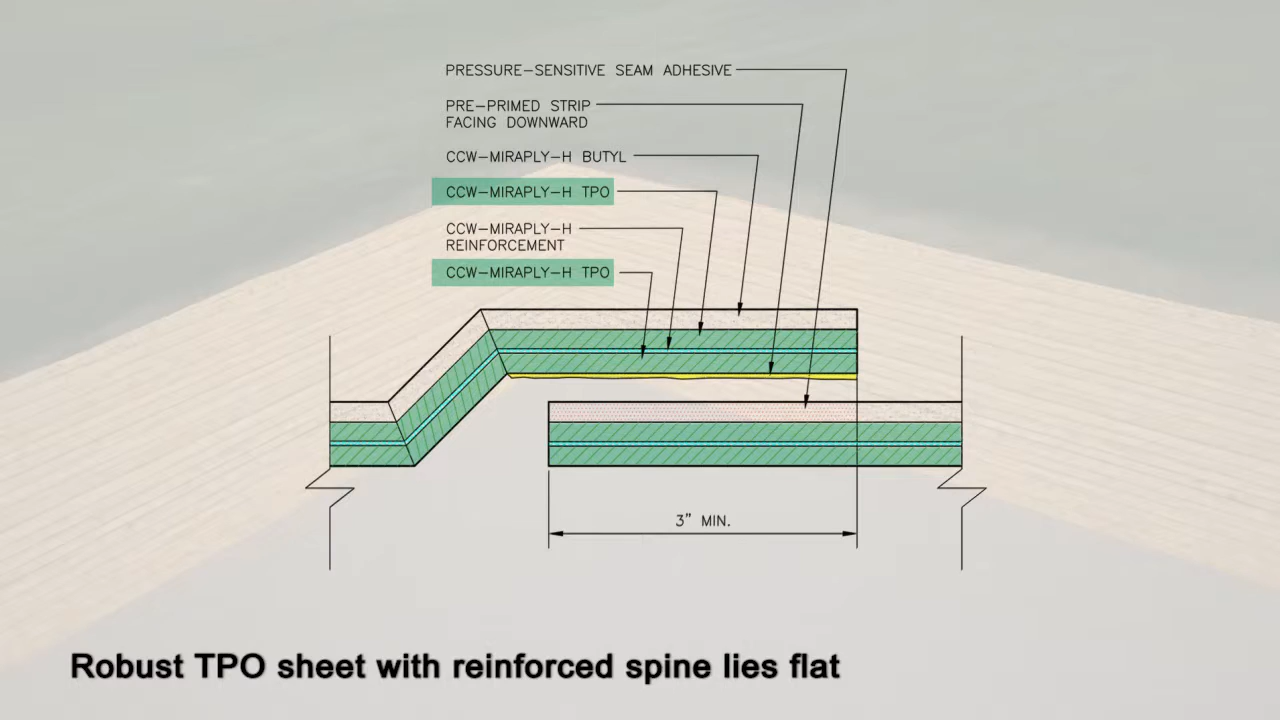 PRESSURE-SENSITIVE SEAM ADHESIVE
PRE-PRIMED STRIP
FACING DOWNWARD
CCW-MIRAPLY-H BUTYL
CCW-MIRAPLY-H TPO
CCW-MIRAPLY-H
REINFORCEMENT
CCW-MIRAPLY-H TPO
3" MIN.
Robust TPO sheet with reinforced spine lies flat